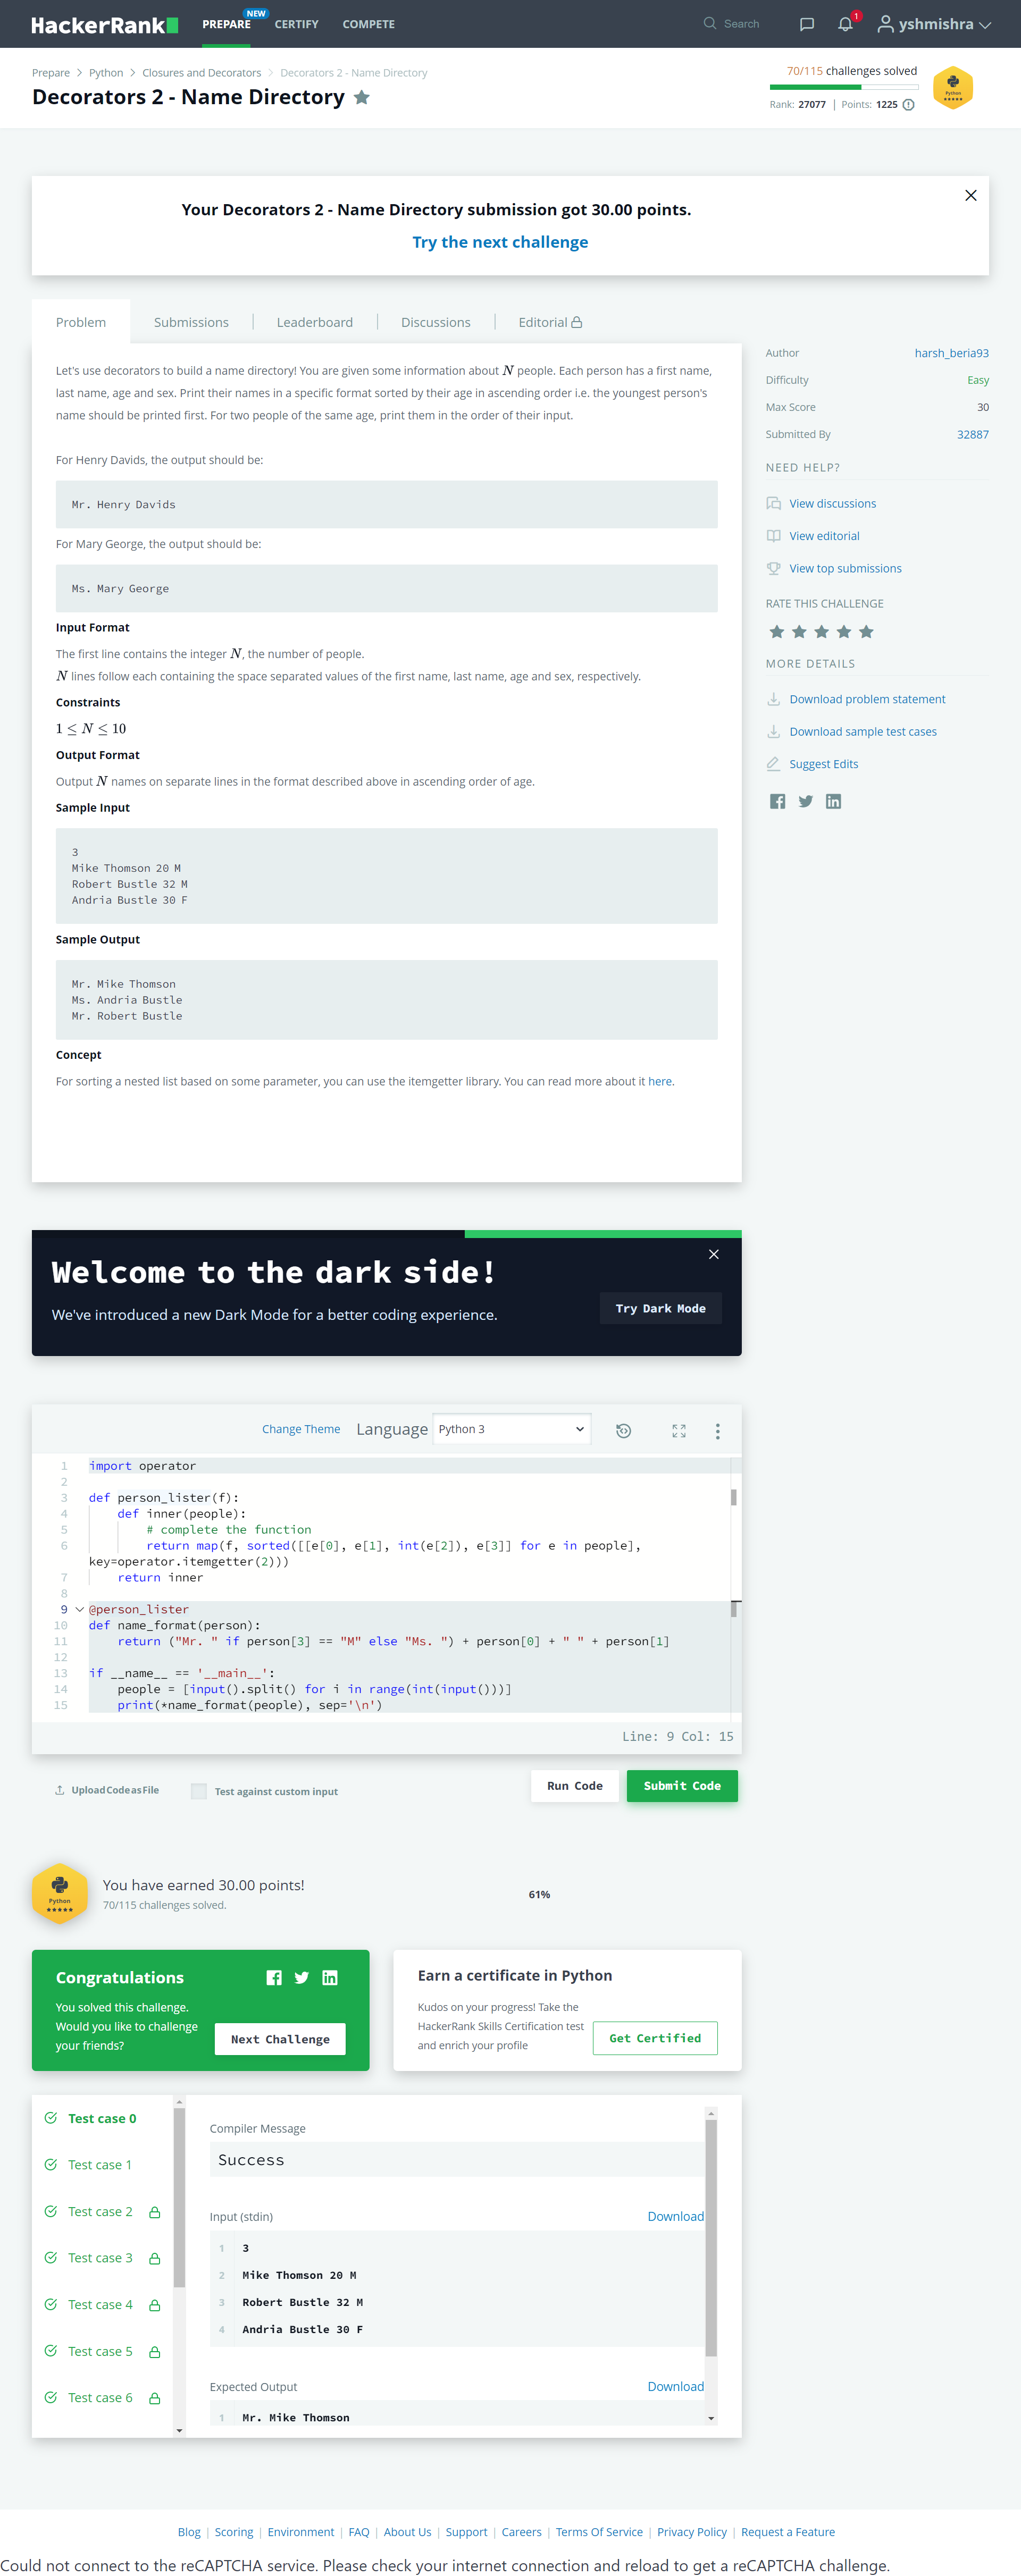 HackerRank
PREPARE NEW CERTIFY COMPETE Search 1 yshmishra
Prepare > Python > Closures and Decorators > Decorators 2 - Name Directory
Decorators 2 - Name Directory
70/115 challenges solved
Rank: 27077 | Points: 1225
Python
Your Decorators 2 - Name Directory submission got 30.00 points.
Try the next challenge
Problem Submissions Leaderboard Discussions Editorial
Let's use decorators to build a name directory! You are given some information about N people. Each person has a first name,
last name, age and sex. Print their names in a specific format sorted by their age in ascending order i.e. the youngest person's
name should be printed first. For two people of the same age, print them in the order of their input.
For Henry Davids, the output should be:
Mr. Henry Davids
For Mary George, the output should be:
Ms. Mary George
Input Format
The first line contains the integer N, the number of people.
N lines follow each containing the space separated values of the first name, last name, age and sex, respectively.
Constraints
1 ≤ N ≤ 10
Output Format
Output N names on separate lines in the format described above in ascending order of age.
Sample Input
3
Mike Thomson 20 M
Robert Bustle 32 M
Andria Bustle 30 F
Sample Output
Mr. Mike Thomson
Ms. Andria Bustle
Mr. Robert Bustle
Concept
For sorting a nested list based on some parameter, you can use the itemgetter library. You can read more about it here.
Author harsh_beria93
Difficulty Easy
Max Score 30
Submitted By 32887
NEED HELP?
View discussions
View editorial
View top submissions
RATE THIS CHALLENGE
MORE DETAILS
Download problem statement
Download sample test cases
Suggest Edits
Welcome to the dark side!
We've introduced a new Dark Mode for a better coding experience.
Try Dark Mode
Change Theme Language Python 3
1 import operator
2
3 def person_lister(f):
4 def inner(people):
5 # complete the function
6 return map(f, sorted([[e[0], e[1], int(e[2]), e[3]] for e in people],
key=operator.itemgetter(2)))
7 return inner
8
9 @person_lister
10 def name_format(person):
11 return ("Mr. " if person[3] == "M" else "Ms. ") + person[0] + " " + person[1]
12
13 if __name__ == '__main__':
14 people = [input().split() for i in range(int(input()))]
15 print(*name_format(people), sep='\n')
Line: 9 Col: 15
Upload Code as File Test against custom input Run Code Submit Code
Python
You have earned 30.00 points!
70/115 challenges solved.
61%
Congratulations
You solved this challenge.
Would you like to challenge
your friends?
Next Challenge
Earn a certificate in Python
Kudos on your progress! Take the
HackerRank Skills Certification test
and enrich your profile
Get Certified
Test case 0
Test case 1
Test case 2
Test case 3
Test case 4
Test case 5
Test case 6
Compiler Message
Success
Input (stdin) Download
1 3
2 Mike Thomson 20 M
3 Robert Bustle 32 M
4 Andria Bustle 30 F
Expected Output Download
1 Mr. Mike Thomson
Blog | Scoring | Environment | FAQ | About Us | Support | Careers | Terms Of Service | Privacy Policy | Request a Feature
Could not connect to the reCAPTCHA service. Please check your internet connection and reload to get a reCAPTCHA challenge.